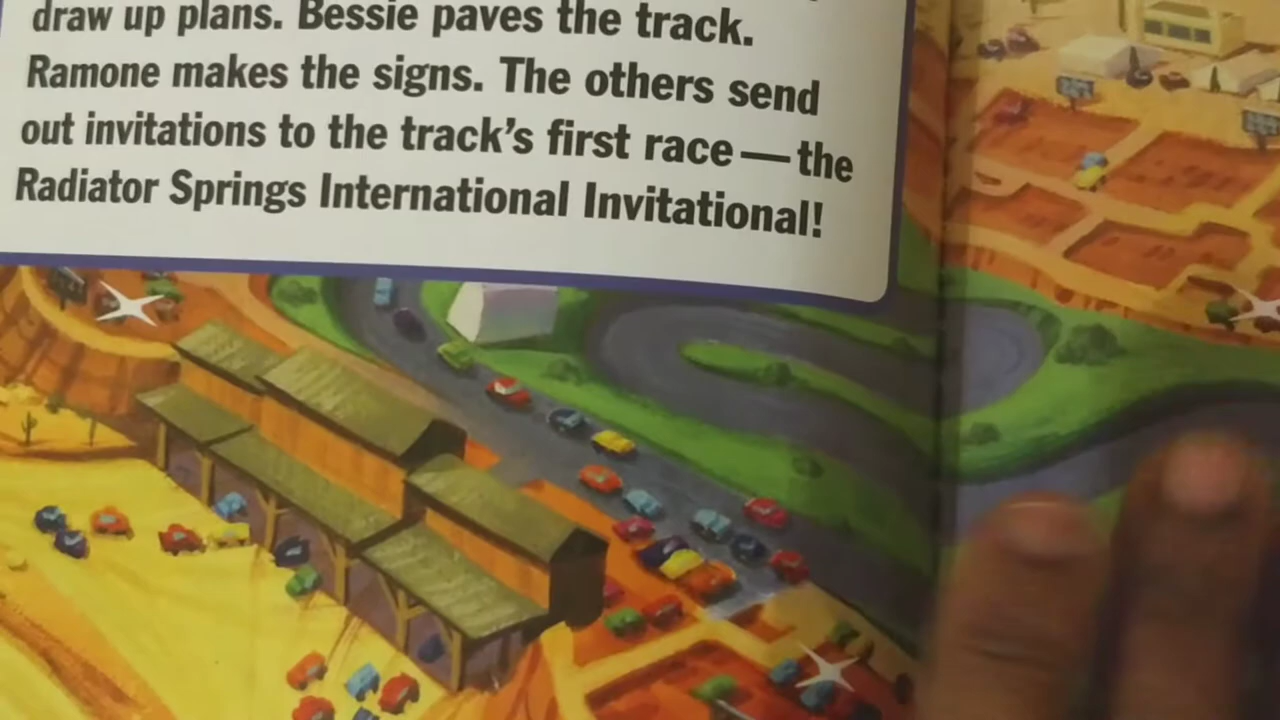 draw up plans. Bessie paves the track.
Ramone makes the signs. The others send
out invitations to the track's first race—the
Radiator Springs International Invitational!